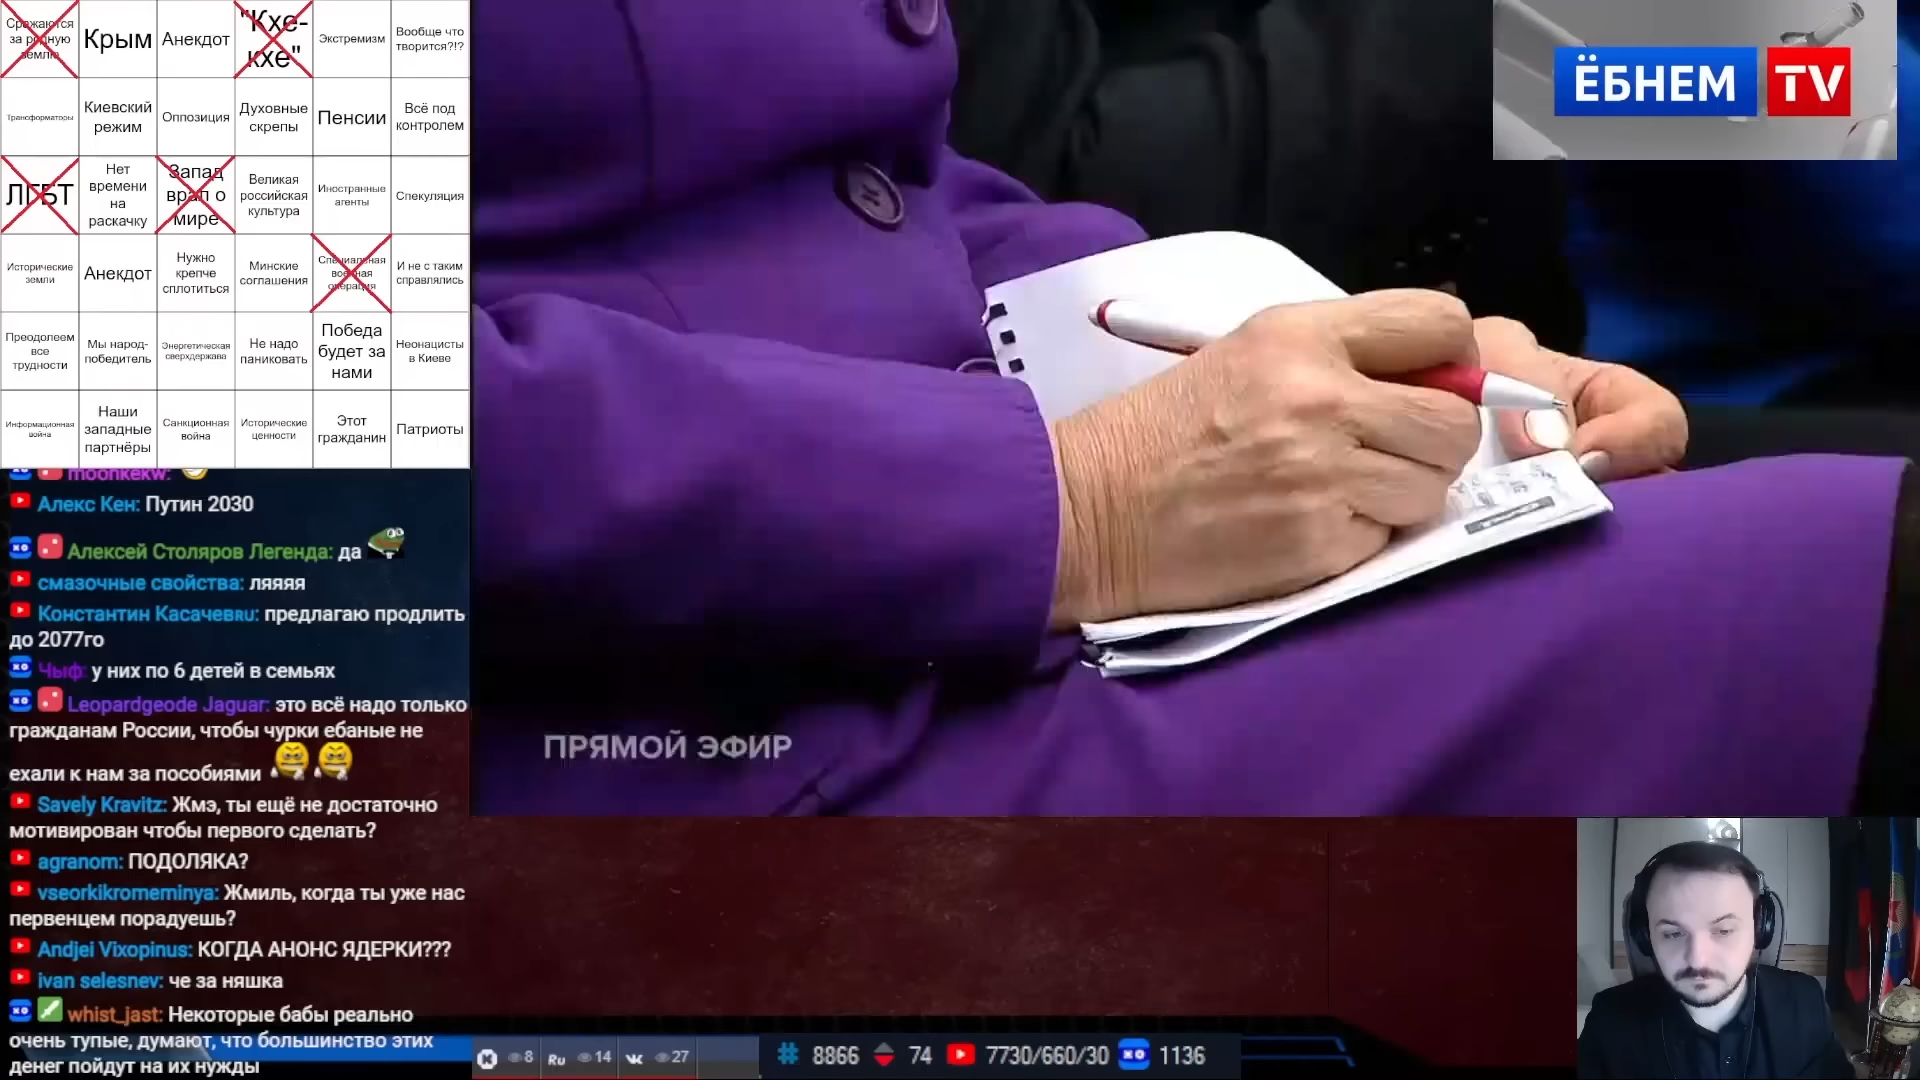 Сражаются
за родную
землю
Крым
Анекдот
"Кхе-
кхе"
Экстремизм
Вообще что
творится?!?
Трансформаторы
Киевский
режим
Оппозиция
Духовные
скрепы
Пенсии
Всё под
контролем
ЛГБТ
Нет
времени
на
раскачку
Запад
врал о
мире
Великая
российская
культура
Иностранные
агенты
Спекуляция
Исторические
земли
Анекдот
Нужно
крепче
сплотиться
Минские
соглашения
Специальная
военная
операция
И не с таким
справлялись
Преодолеем
все
трудности
Мы народ-
победитель
Энергетическая
сверхдержава
Не надо
паниковать
Победа
будет за
нами
Неонацисты
в Киеве
Информационная
война
Наши
западные
партнёры
Санкционная
война
Исторические
ценности
Этот
гражданин
Патриоты
ЁБНЕМ TV
moonkekw:
Алекс Кен: Путин 2030
Алексей Столяров Легенда: да
смазочные свойства: ляяяя
Константин КасачевRU: предлагаю продлить
до 2077го
Чыф: у них по 6 детей в семьях
Leopardgeode Jaguar: это всё надо только
гражданам России, чтобы чурки ебаные не
ехали к нам за пособиями
Savely Kravitz: Жмэ, ты ещё не достаточно
мотивирован чтобы первого сделать?
agranom: ПОДОЛЯКА?
vseorkikromeminya: Жмиль, когда ты уже нас
первенцем порадуешь?
Andjei Vixopinus: КОГДА АНОНС ЯДЕРКИ???
ivan selesnev: че за няшка
whist_jast: Некоторые бабы реально
очень тупые, думают, что большинство этих
денег пойдут на их нужды
ПРЯМОЙ ЭФИР
8 Ru 14 27 # 8866 74 7730/660/30 1136